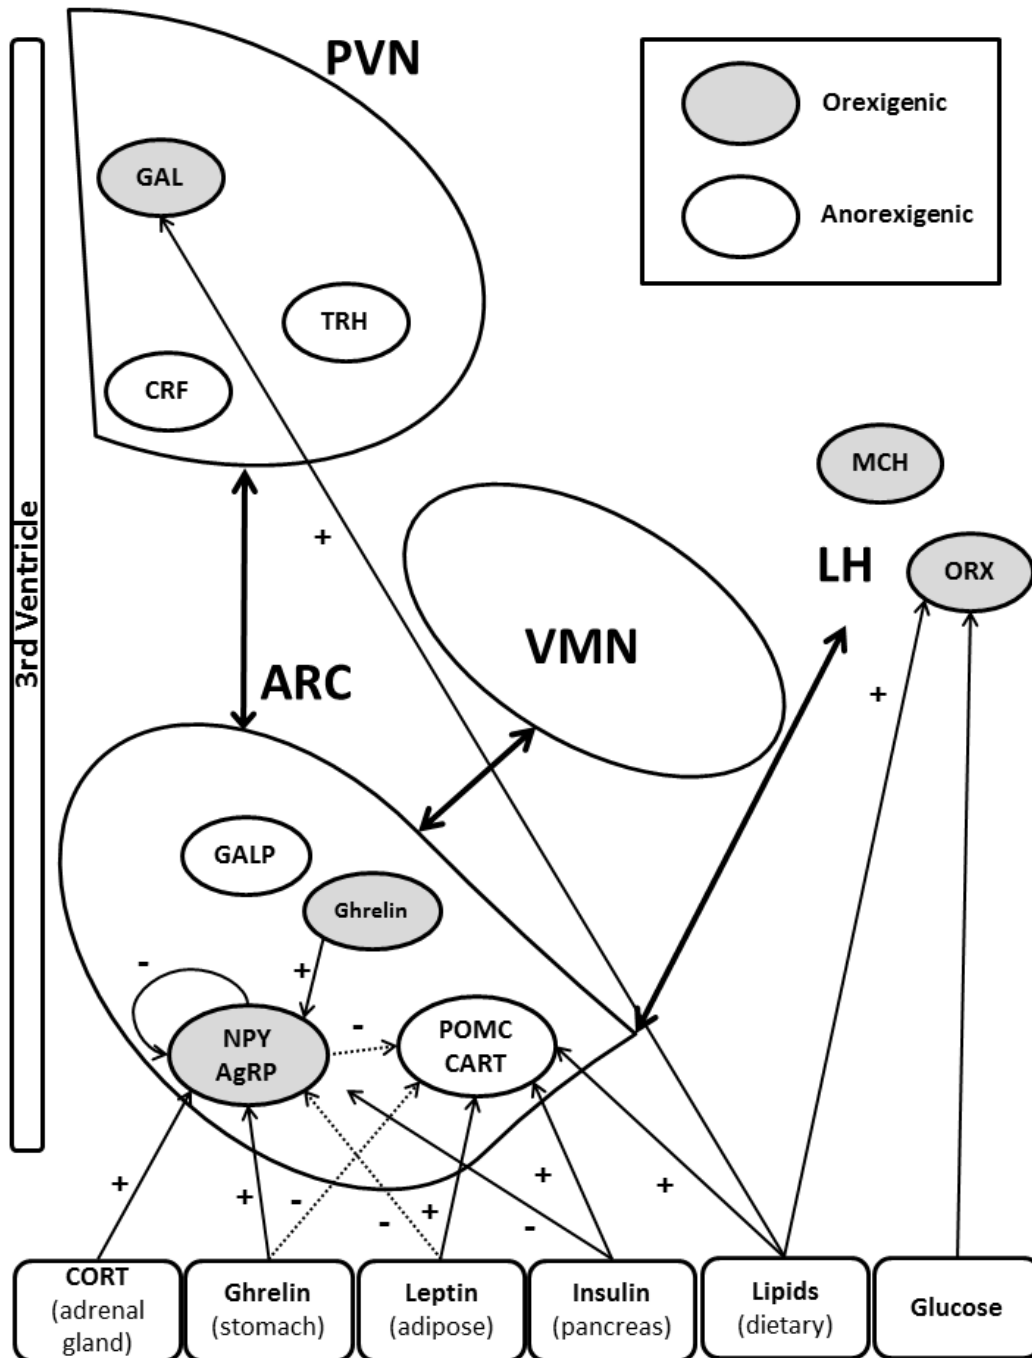 PVN
Orexigenic
GAL
Anorexigenic
TRH
CRF
MCH
+
LH
ORX
3rd Ventricle
VMN
ARC
+
GALP
Ghrelin
-
+
NPY
AgRP
-
POMC
CART
+
+
-
-
+
+
-
+
CORT
(adrenal
gland)
Ghrelin
(stomach)
Leptin
(adipose)
Insulin
(pancreas)
Lipids
(dietary)
Glucose